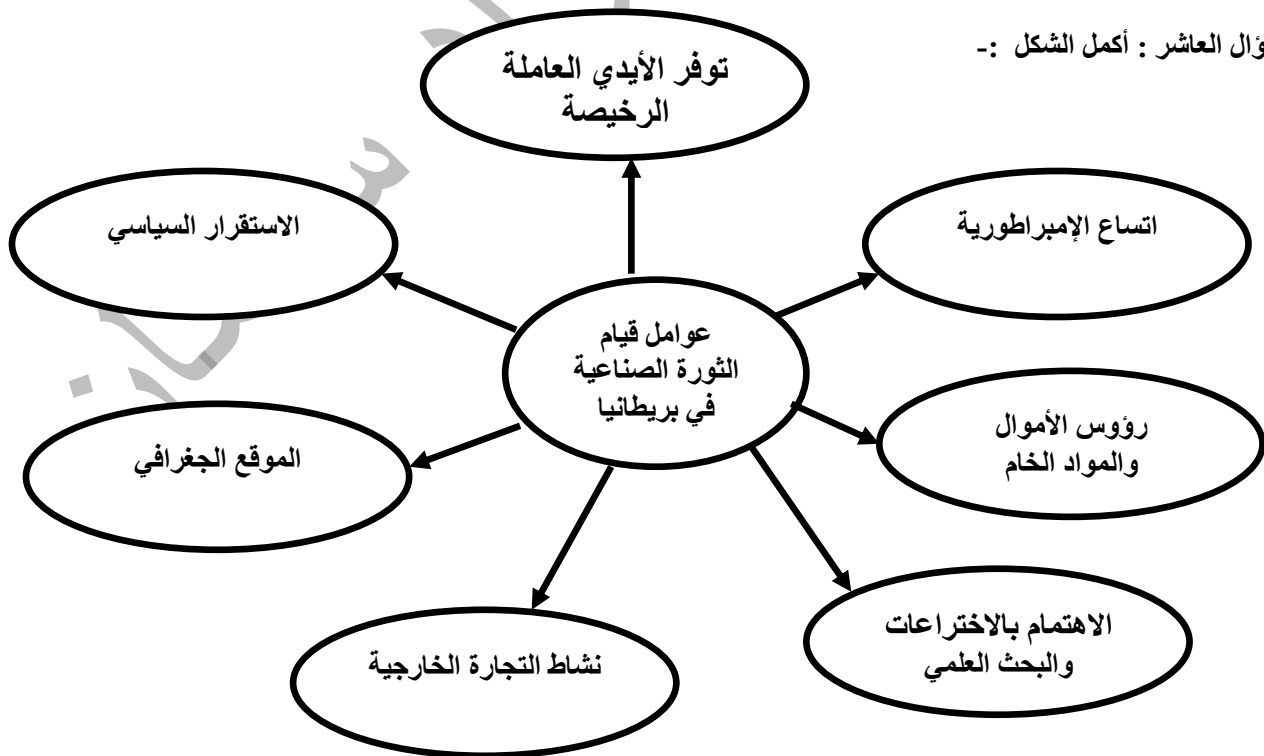 ؤال العاشر : أكمل الشكل :-
توفر الأيدي العاملة
الرخيصة
اتساع الإمبراطورية
الاستقرار السياسي
عوامل قيام
الثورة الصناعية
في بريطانيا
رؤوس الأموال
والمواد الخام
الموقع الجغرافي
الاهتمام بالاختراعات
والبحث العلمي
نشاط التجارة الخارجية